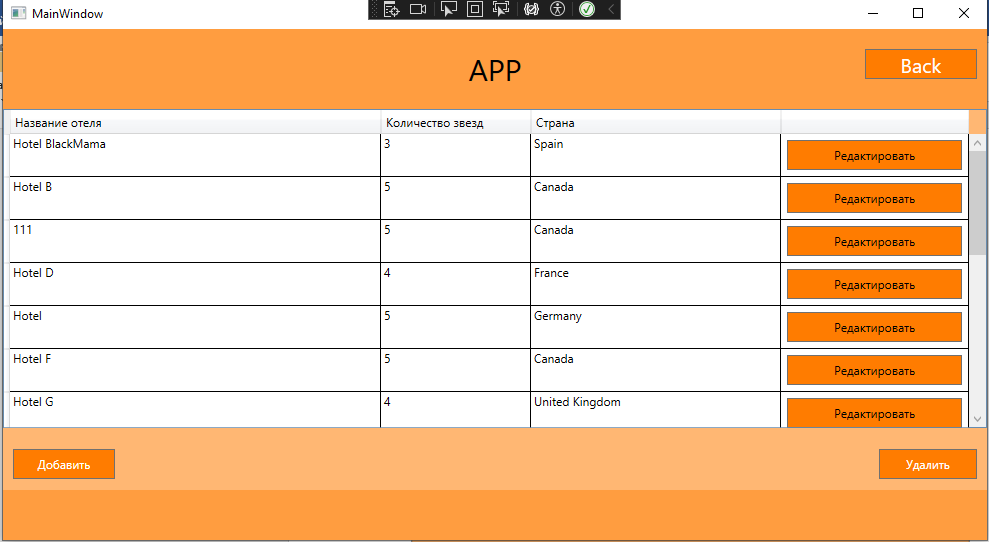 MainWindow
APP
Back
Название отеля Количество звезд Страна
Hotel BlackMama 3 Spain Редактировать
Hotel B 5 Canada Редактировать
111 5 Canada Редактировать
Hotel D 4 France Редактировать
Hotel 5 Germany Редактировать
Hotel F 5 Canada Редактировать
Hotel G 4 United Kingdom Редактировать
Добавить Удалить